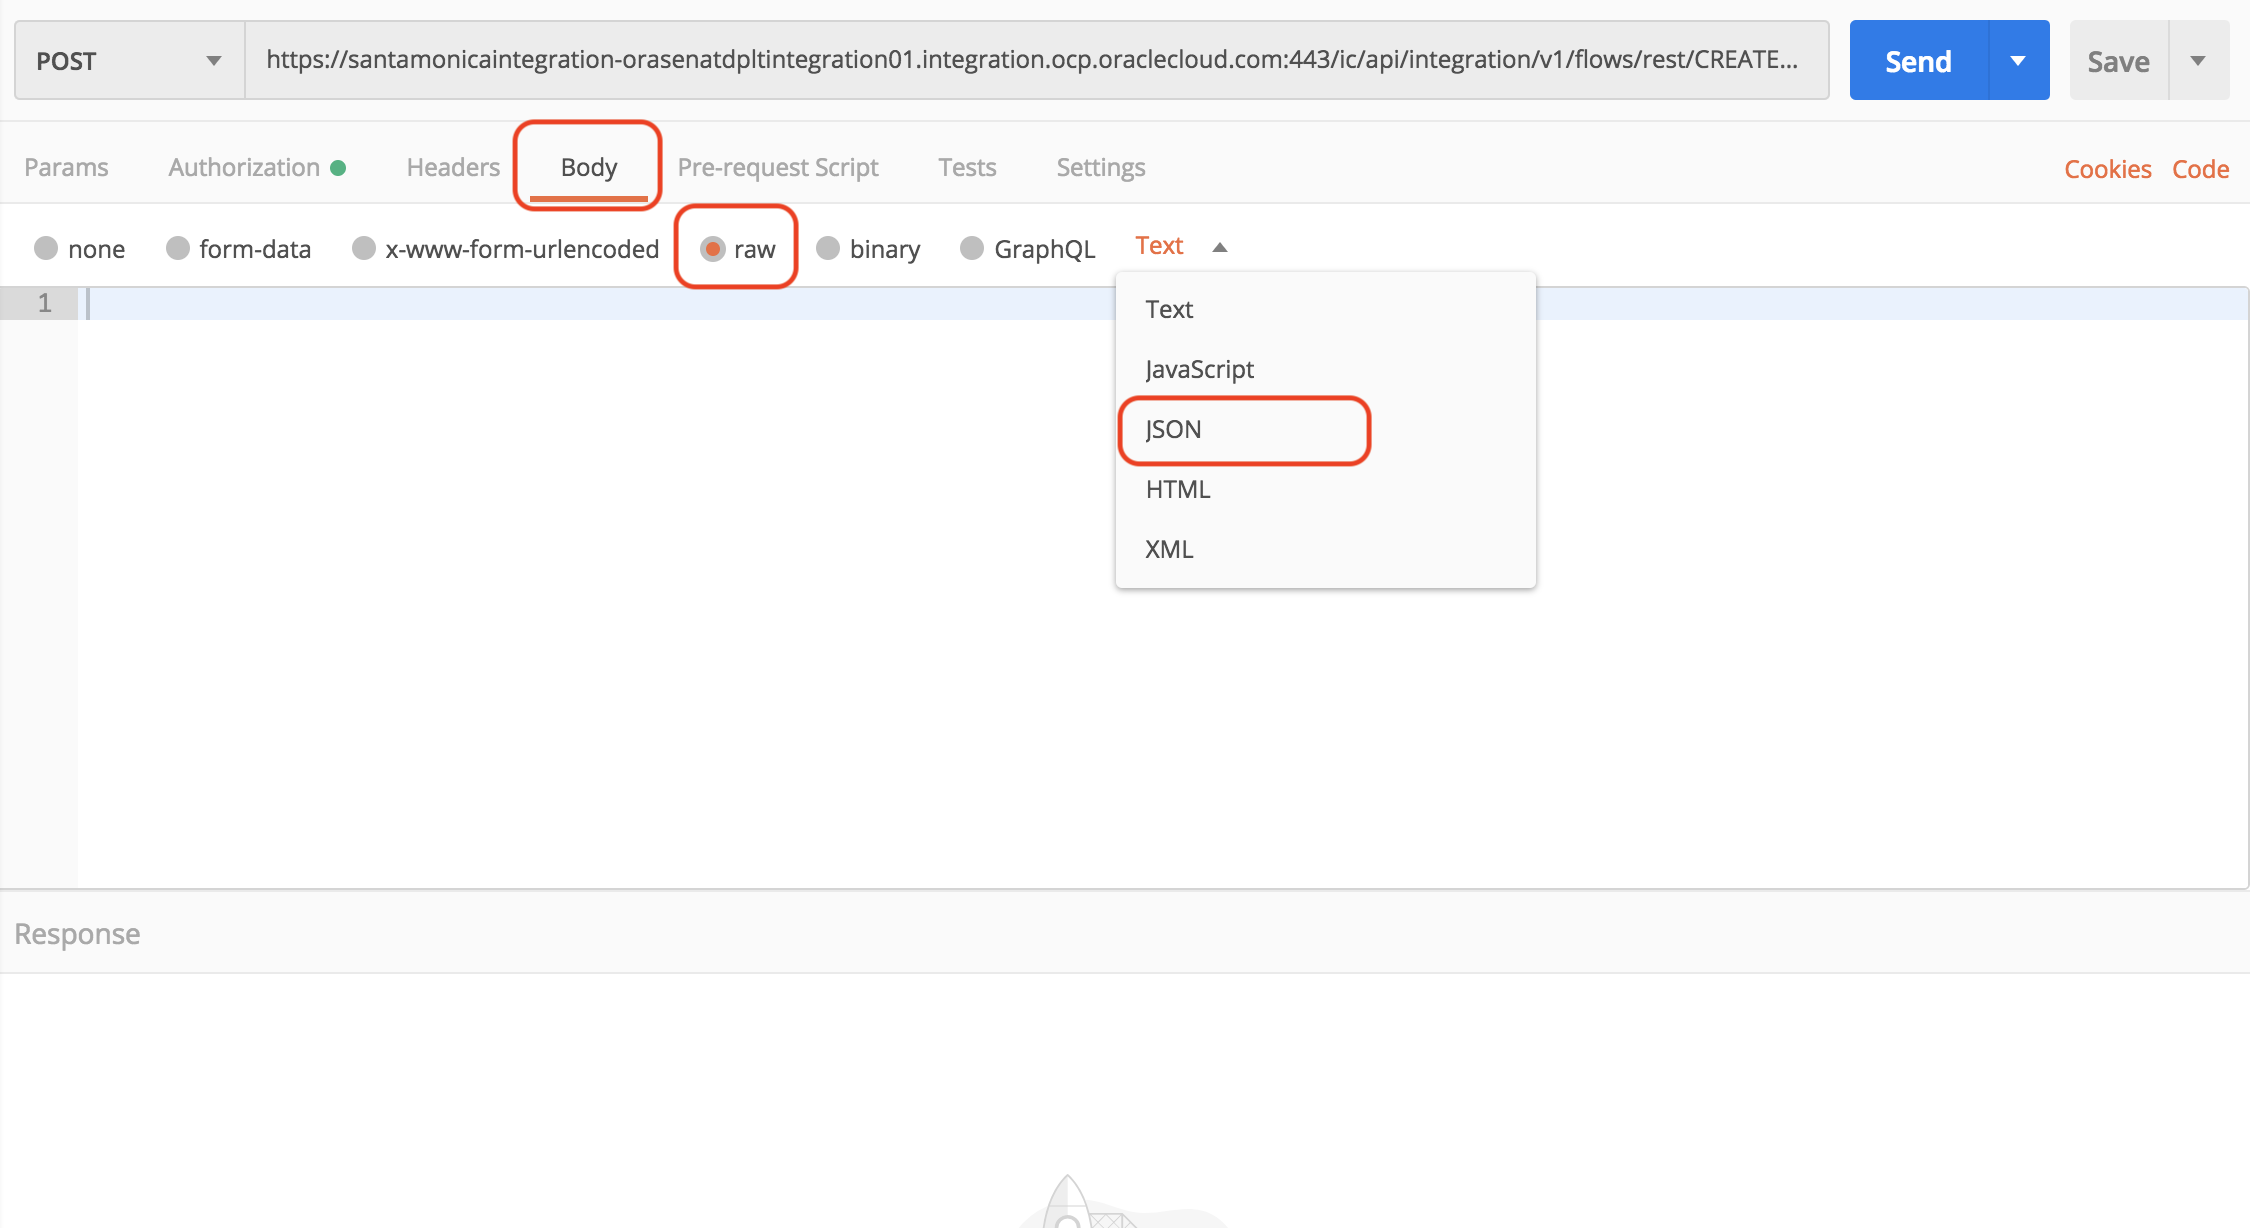 POST
https://santamonicaintegration-orasenatdpltintegration01.integration.ocp.oraclecloud.com:443/ic/api/integration/v1/flows/rest/CREATE...
Send
Save
Params Authorization Headers Body Pre-request Script Tests Settings Cookies Code
none form-data x-www-form-urlencoded raw binary GraphQL Text
1
Text
JavaScript
JSON
HTML
XML
Response